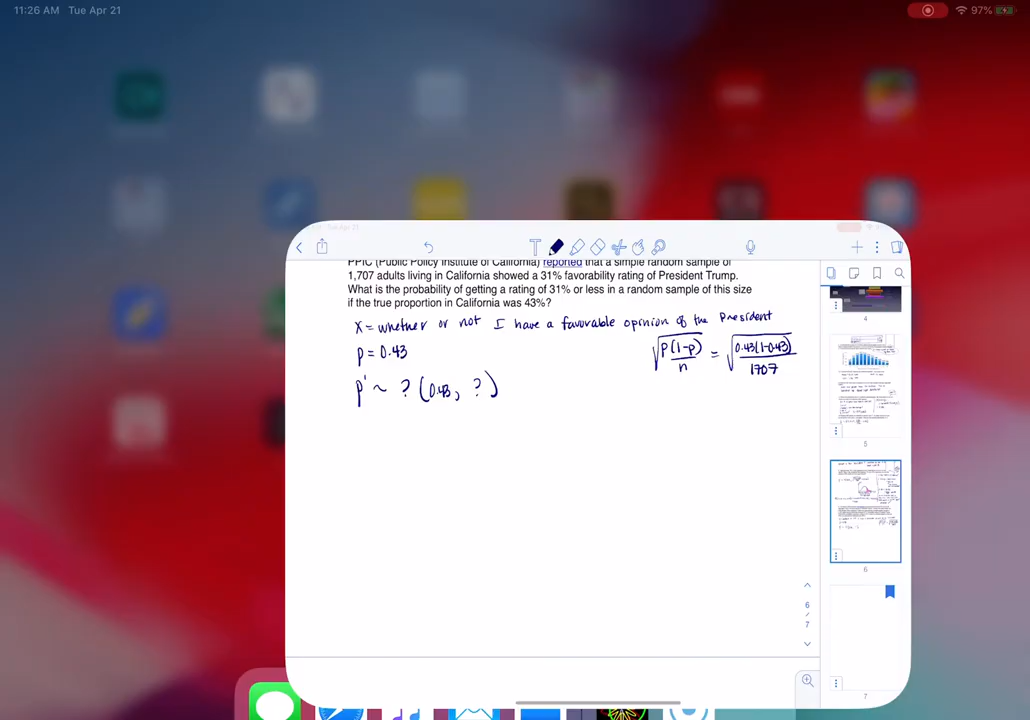 11:26 AM Tue Apr 21
97%
PPIC (Public Policy Institute of California) reported that a simple random sample of
1,707 adults living in California showed a 31% favorability rating of President Trump.
What is the probability of getting a rating of 31% or less in a random sample of this size
if the true proportion in California was 43%?
X = whether or not I have a favorable opinion of the President
p = 0.43
√(p(1-p)/n) = √(0.43(1-0.43)/1707)
p' ~ ? (0.43, ?)
4
5
6
7
6
/
7